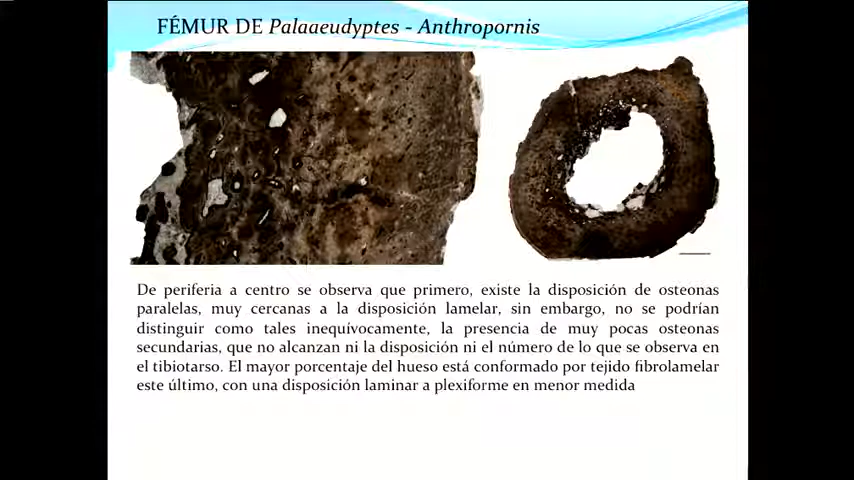 FÉMUR DE Palaaeudyptes - Anthropornis
De periferia a centro se observa que primero, existe la disposición de osteonas
paralelas, muy cercanas a la disposición lamelar, sin embargo, no se podrían
distinguir como tales inequívocamente, la presencia de muy pocas osteonas
secundarias, que no alcanzan ni la disposición ni el número de lo que se observa en
el tibiotarso. El mayor porcentaje del hueso está conformado por tejido fibrolamelar
este último, con una disposición laminar a plexiforme en menor medida